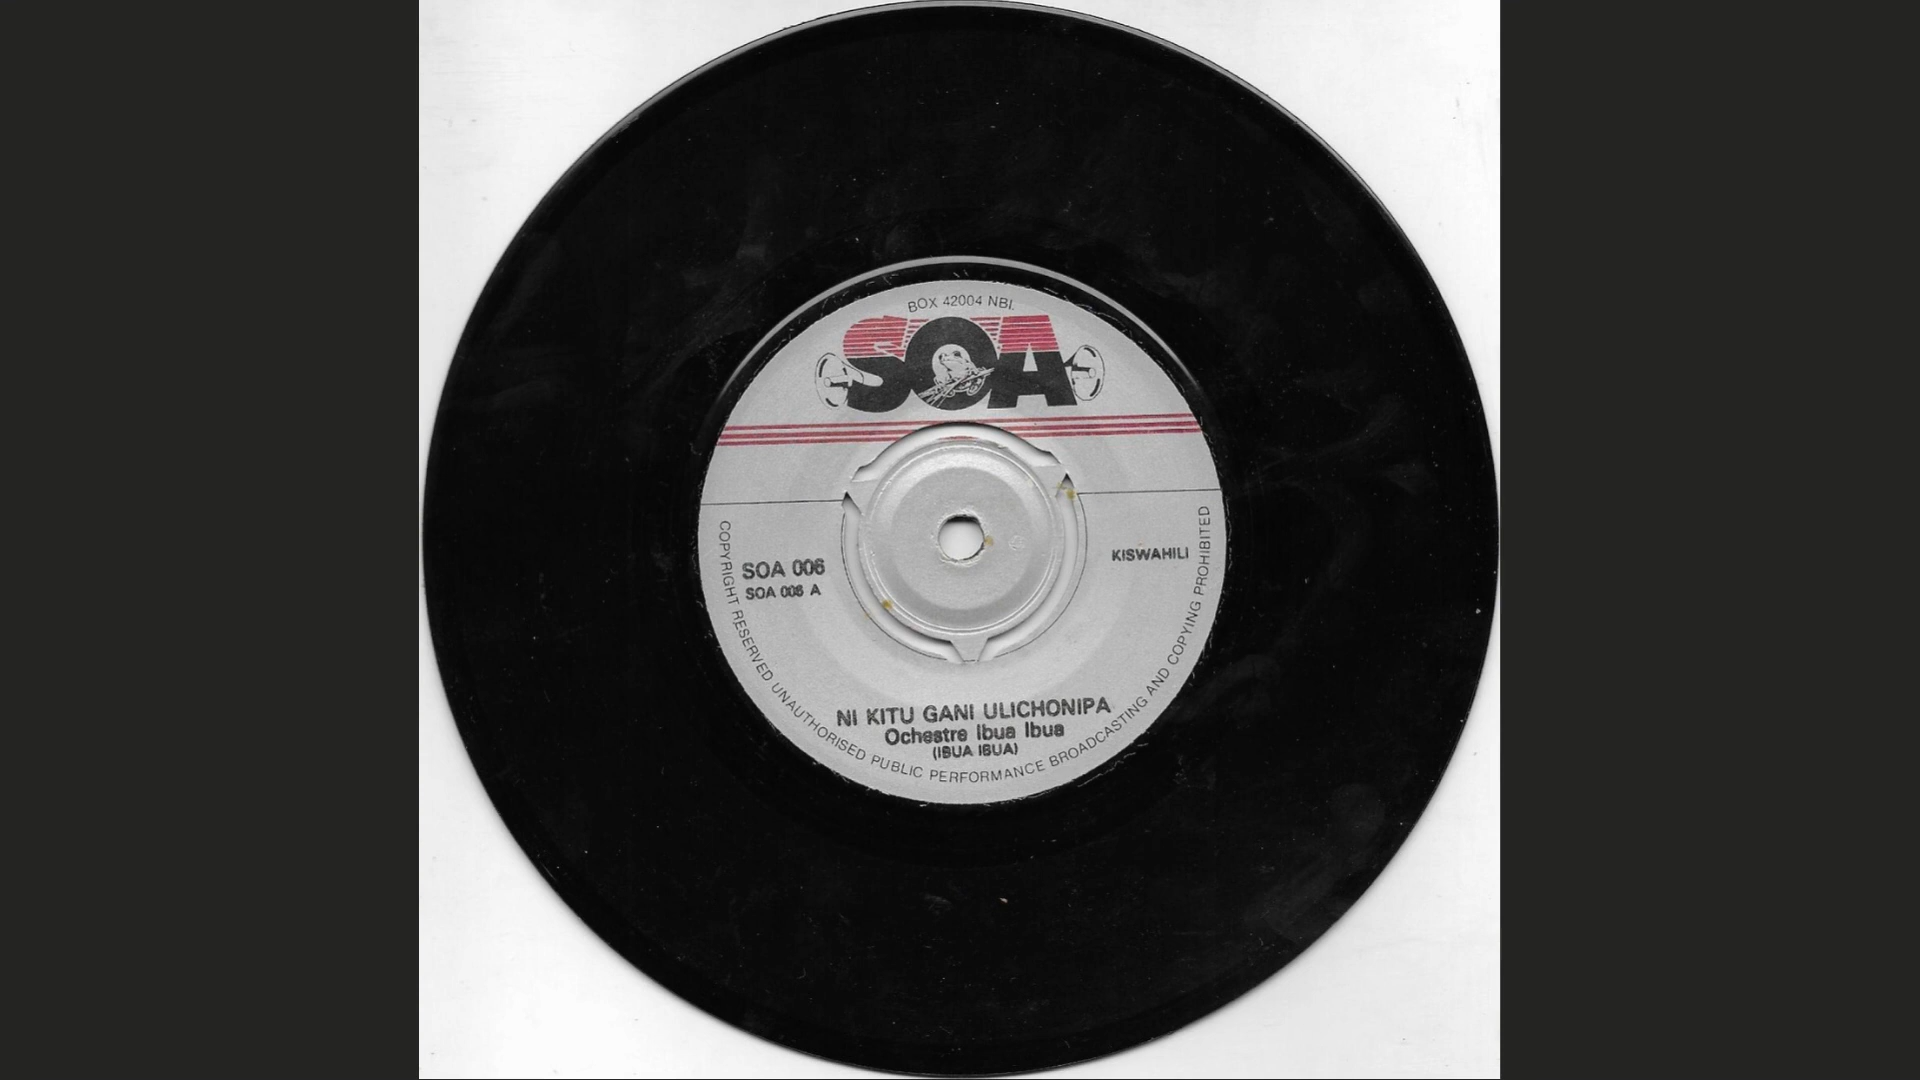 BOX 42004 NBI.
SOA
SOA 006
SOA 006 A
KISWAHILI
NI KITU GANI ULICHONIPA
Ochestre Ibua Ibua
(IBUA IBUA)
COPYRIGHT RESERVED UNAUTHORISED PUBLIC PERFORMANCE BROADCASTING AND COPYING PROHIBITED